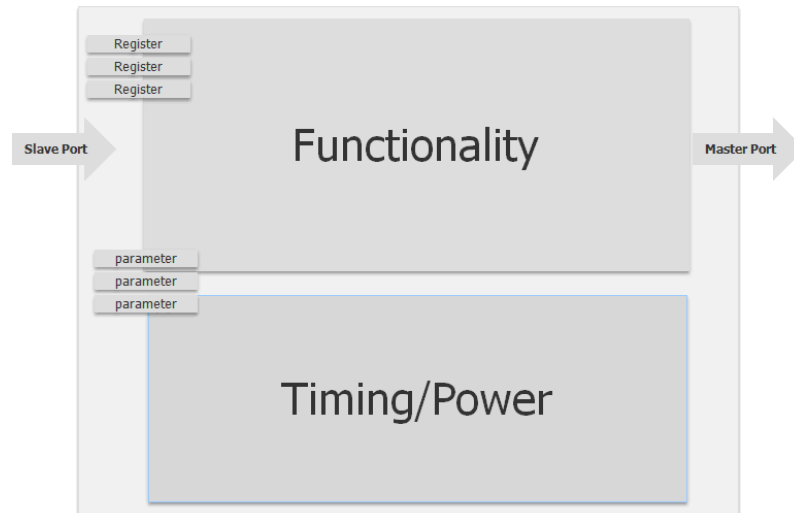 Register
Register
Register
Slave Port
Functionality
Master Port
parameter
parameter
parameter
Timing/Power